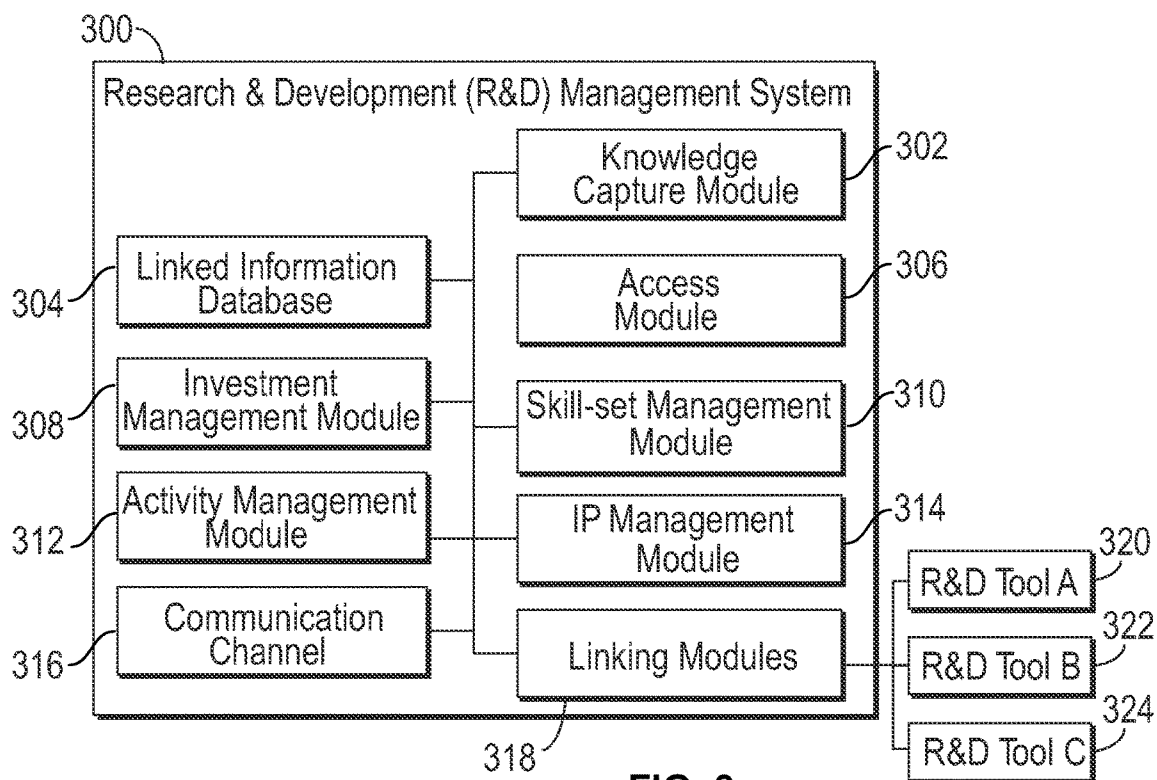 300
Research & Development (R&D) Management System
Knowledge
Capture Module
302
Linked Information
Database
304
Access
Module
306
Investment
Management Module
308
Skill-set Management
Module
310
Activity Management
Module
312
IP Management
Module
314
Communication
Channel
316
Linking Modules
318
R&D Tool A
320
R&D Tool B
322
R&D Tool C
324